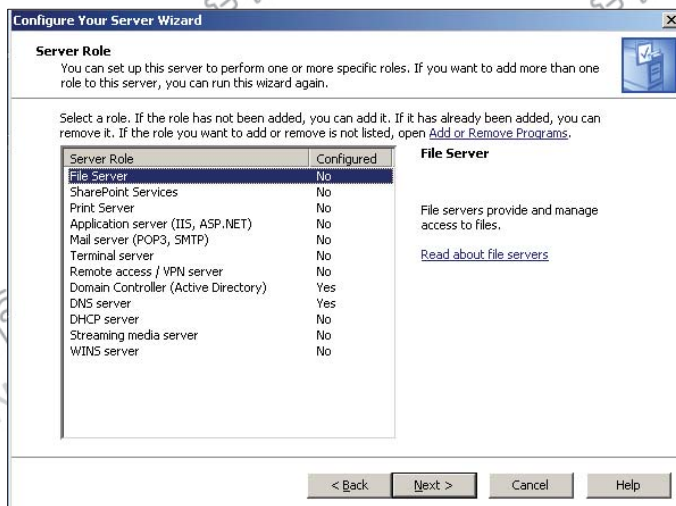 Configure Your Server Wizard
Server Role
You can set up this server to perform one or more specific roles. If you want to add more than one
role to this server, you can run this wizard again.
Select a role. If the role has not been added, you can add it. If it has already been added, you can
remove it. If the role you want to add or remove is not listed, open Add or Remove Programs.
Server Role Configured
File Server No
SharePoint Services No
Print Server No
Application server (IIS, ASP.NET) No
Mail server (POP3, SMTP) No
Terminal server No
Remote access / VPN server No
Domain Controller (Active Directory) Yes
DNS server Yes
DHCP server No
Streaming media server No
WINS server No
File Server
File servers provide and manage
access to files.
Read about file servers
< Back Next > Cancel Help